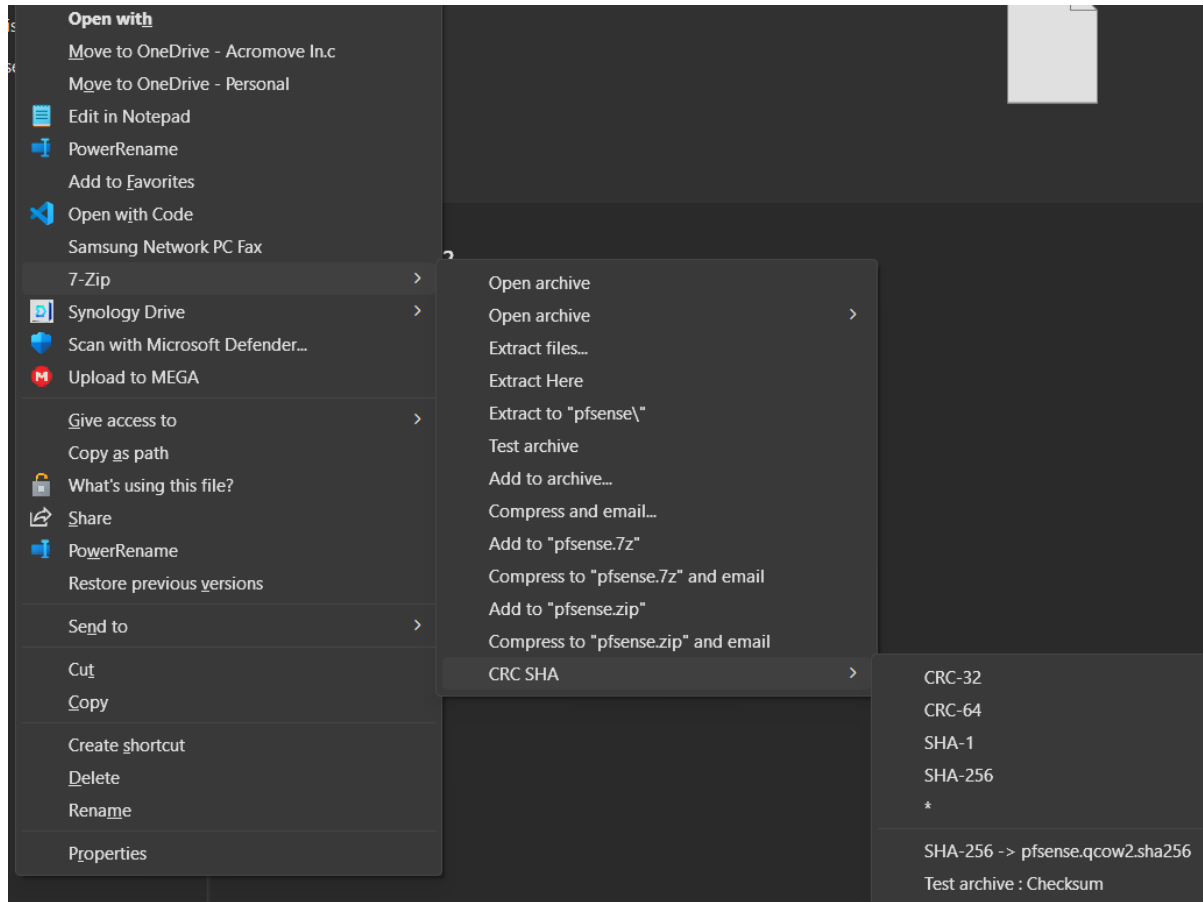 Open with
Move to OneDrive - Acromove In.c
Move to OneDrive - Personal
Edit in Notepad
PowerRename
Add to Favorites
Open with Code
Samsung Network PC Fax
7-Zip
Synology Drive
Scan with Microsoft Defender...
Upload to MEGA
Give access to
Copy as path
What's using this file?
Share
PowerRename
Restore previous versions
Send to
Cut
Copy
Create shortcut
Delete
Rename
Properties
Open archive
Open archive
Extract files...
Extract Here
Extract to "pfsense\"
Test archive
Add to archive...
Compress and email...
Add to "pfsense.7z"
Compress to "pfsense.7z" and email
Add to "pfsense.zip"
Compress to "pfsense.zip" and email
CRC SHA
CRC-32
CRC-64
SHA-1
SHA-256
*
SHA-256 -> pfsense.qcow2.sha256
Test archive : Checksum